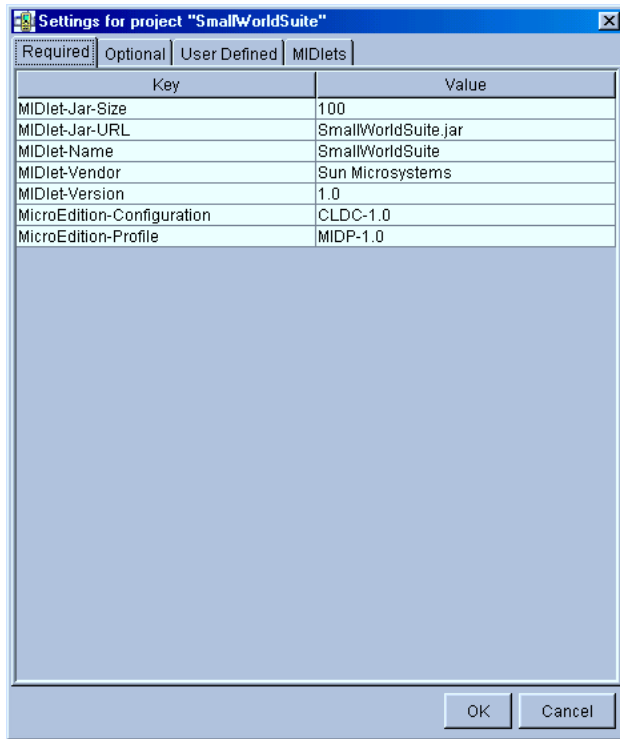 Settings for project "SmallWorldSuite"
Required Optional User Defined MIDlets
Key Value
MIDlet-Jar-Size 100
MIDlet-Jar-URL SmallWorldSuite.jar
MIDlet-Name SmallWorldSuite
MIDlet-Vendor Sun Microsystems
MIDlet-Version 1.0
MicroEdition-Configuration CLDC-1.0
MicroEdition-Profile MIDP-1.0
OK Cancel